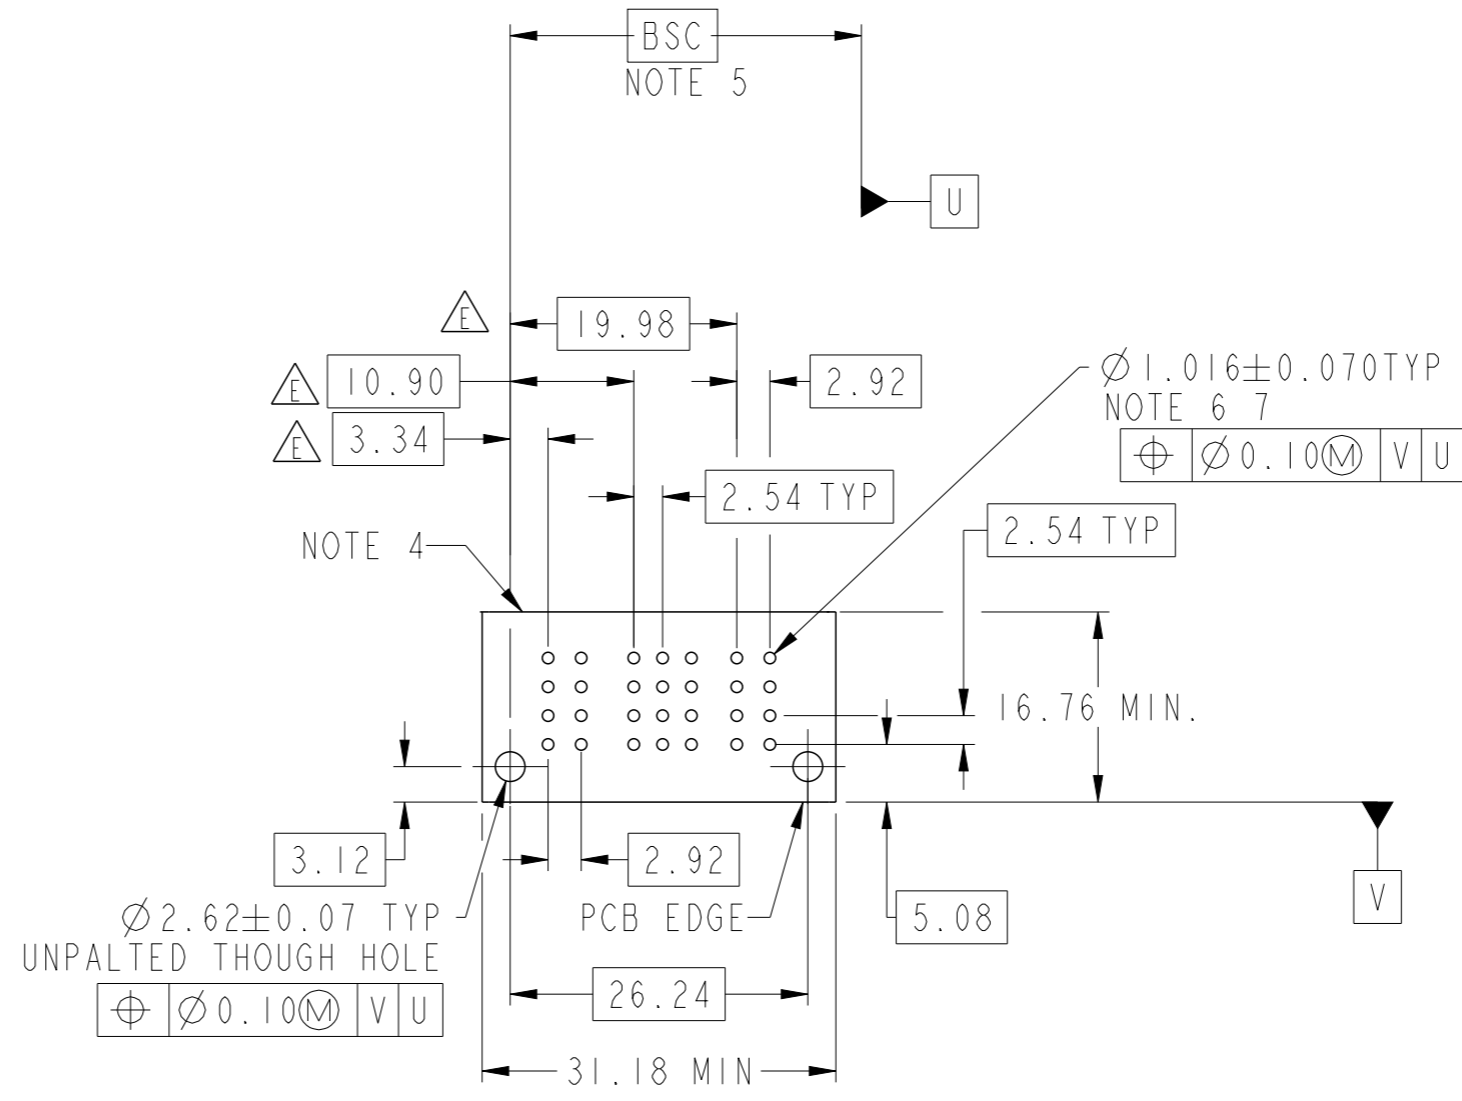 BSC
NOTE 5
U
E
19.98
E
10.90
2.92
Ø1.016±0.070TYP
NOTE 6 7
⌖ Ø0.10Ⓜ V U
E
3.34
2.54 TYP
2.54 TYP
NOTE 4
16.76 MIN.
3.12
2.92
V
Ø2.62±0.07 TYP
UNPALTED THOUGH HOLE
⌖ Ø0.10Ⓜ V U
PCB EDGE
5.08
26.24
31.18 MIN